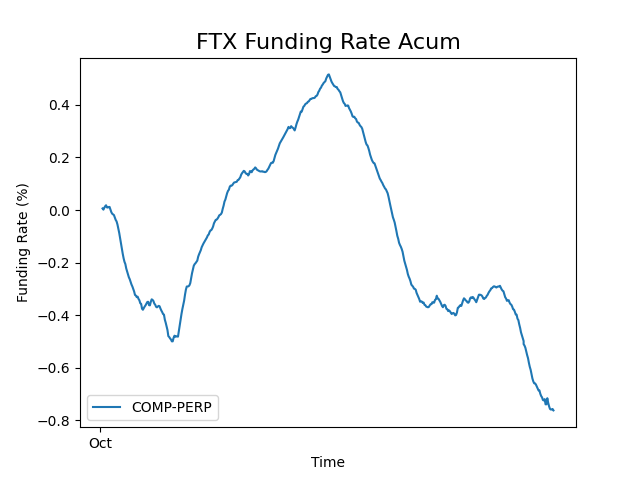 FTX Funding Rate Acum
Funding Rate (%)
0.4
0.2
0.0
−0.2
−0.4
−0.6
−0.8
COMP-PERP
Oct
Time